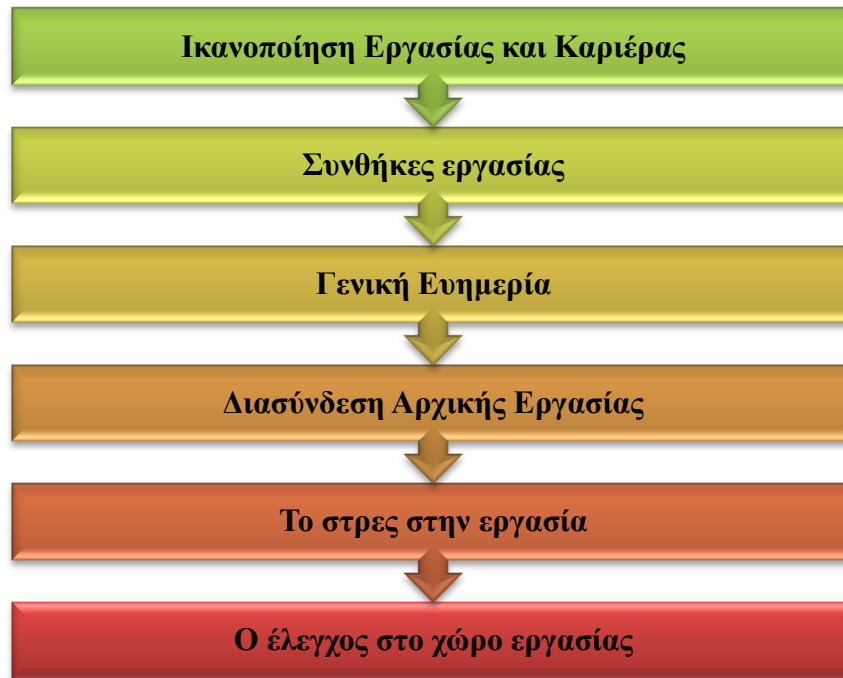 Ικανοποίηση Εργασίας και Καριέρας
Συνθήκες εργασίας
Γενική Ευημερία
Διασύνδεση Αρχικής Εργασίας
Το στρες στην εργασία
Ο έλεγχος στο χώρο εργασίας